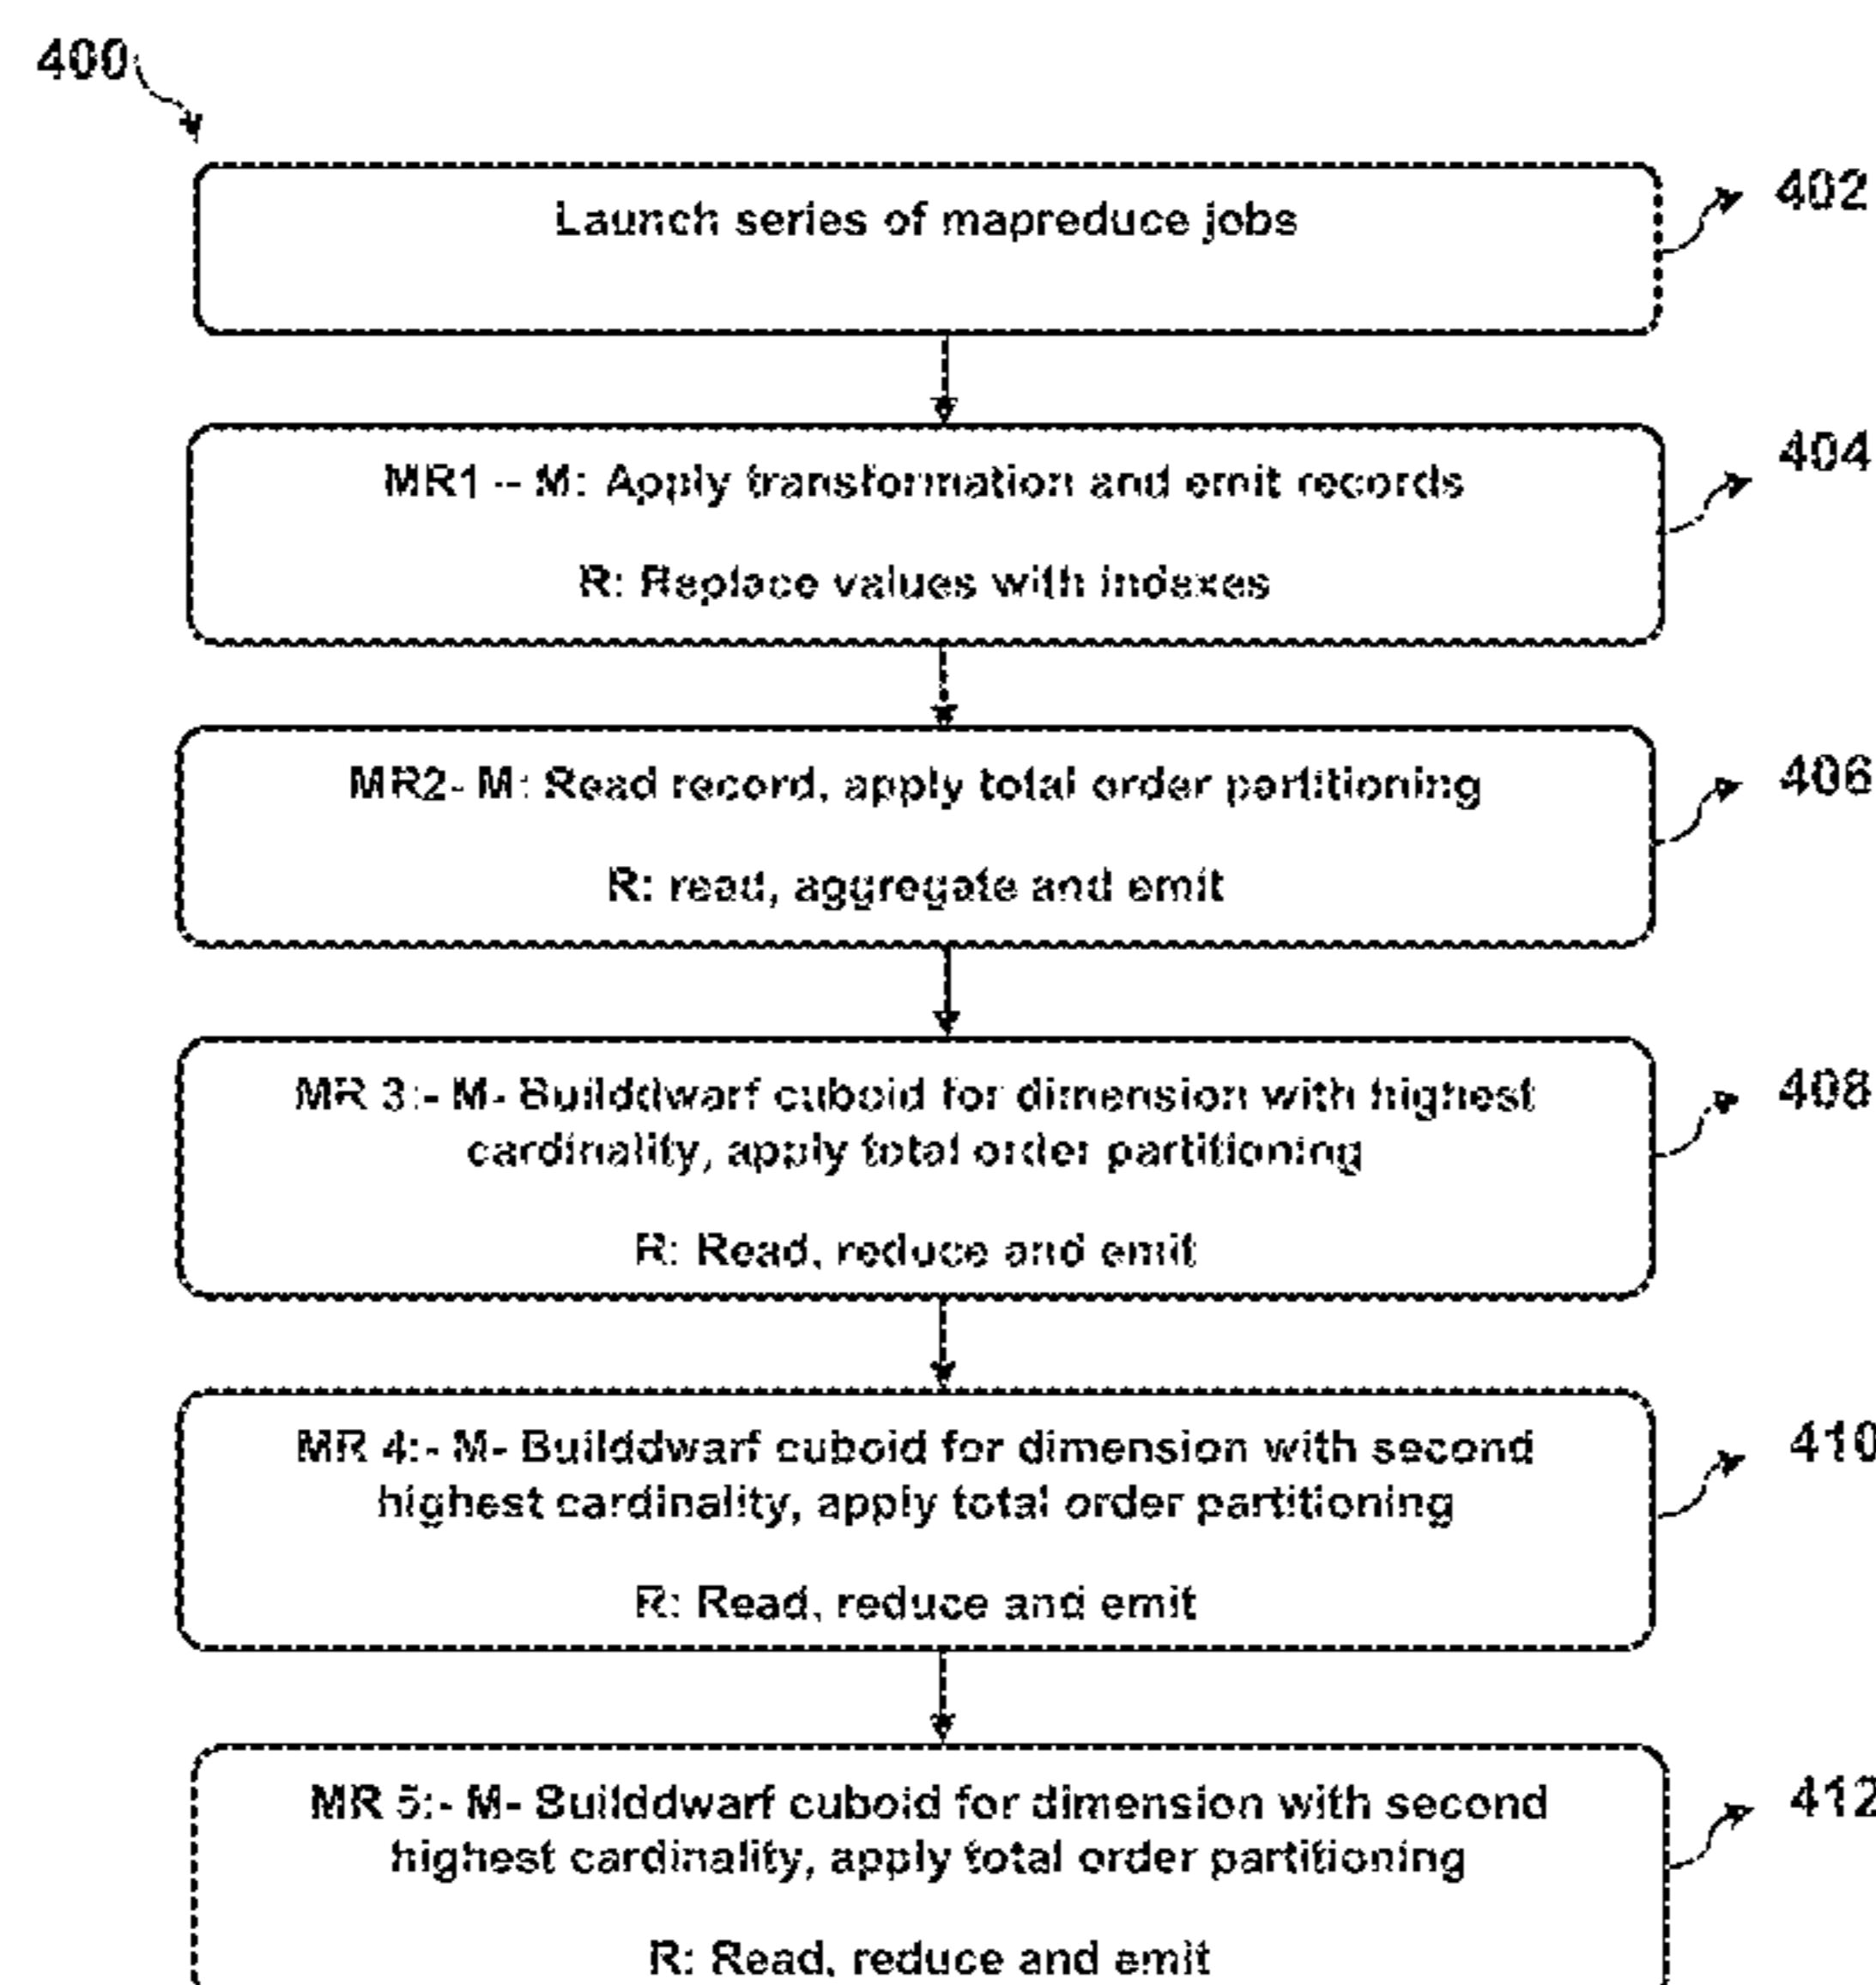 400
Launch series of mapreduce jobs
402
MR1 -- M: Apply transformation and emit records
404
R: Replace values with indexes
MR2- M: Read record, apply total order partitioning
406
R: read, aggregate and emit
MR 3:- M- Builddwarf cuboid for dimension with highest
408
cardinality, apply total order partitioning
R: Read, reduce and emit
MR 4:- M- Builddwarf cuboid for dimension with second
410
highest cardinality, apply total order partitioning
R: Read, reduce and emit
MR 5:- M- Builddwarf cuboid for dimension with second
412
highest cardinality, apply total order partitioning
R: Read, reduce and emit